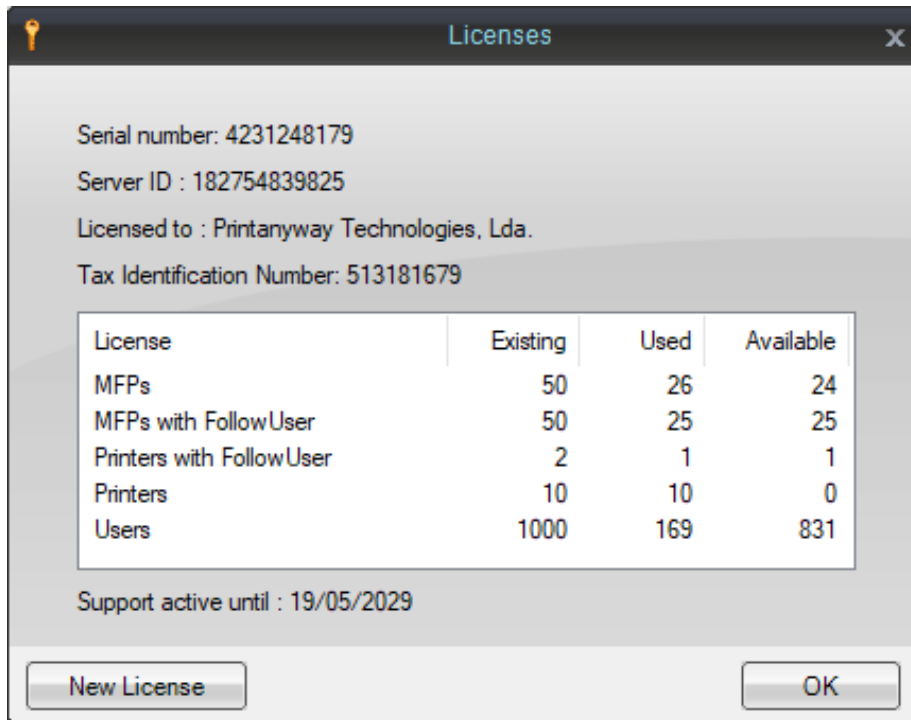 Licenses
x
Serial number: 4231248179
Server ID : 182754839825
Licensed to : Printanyway Technologies, Lda.
Tax Identification Number: 513181679
License Existing Used Available
MFPs 50 26 24
MFPs with FollowUser 50 25 25
Printers with FollowUser 2 1 1
Printers 10 10 0
Users 1000 169 831
Support active until : 19/05/2029
New License OK